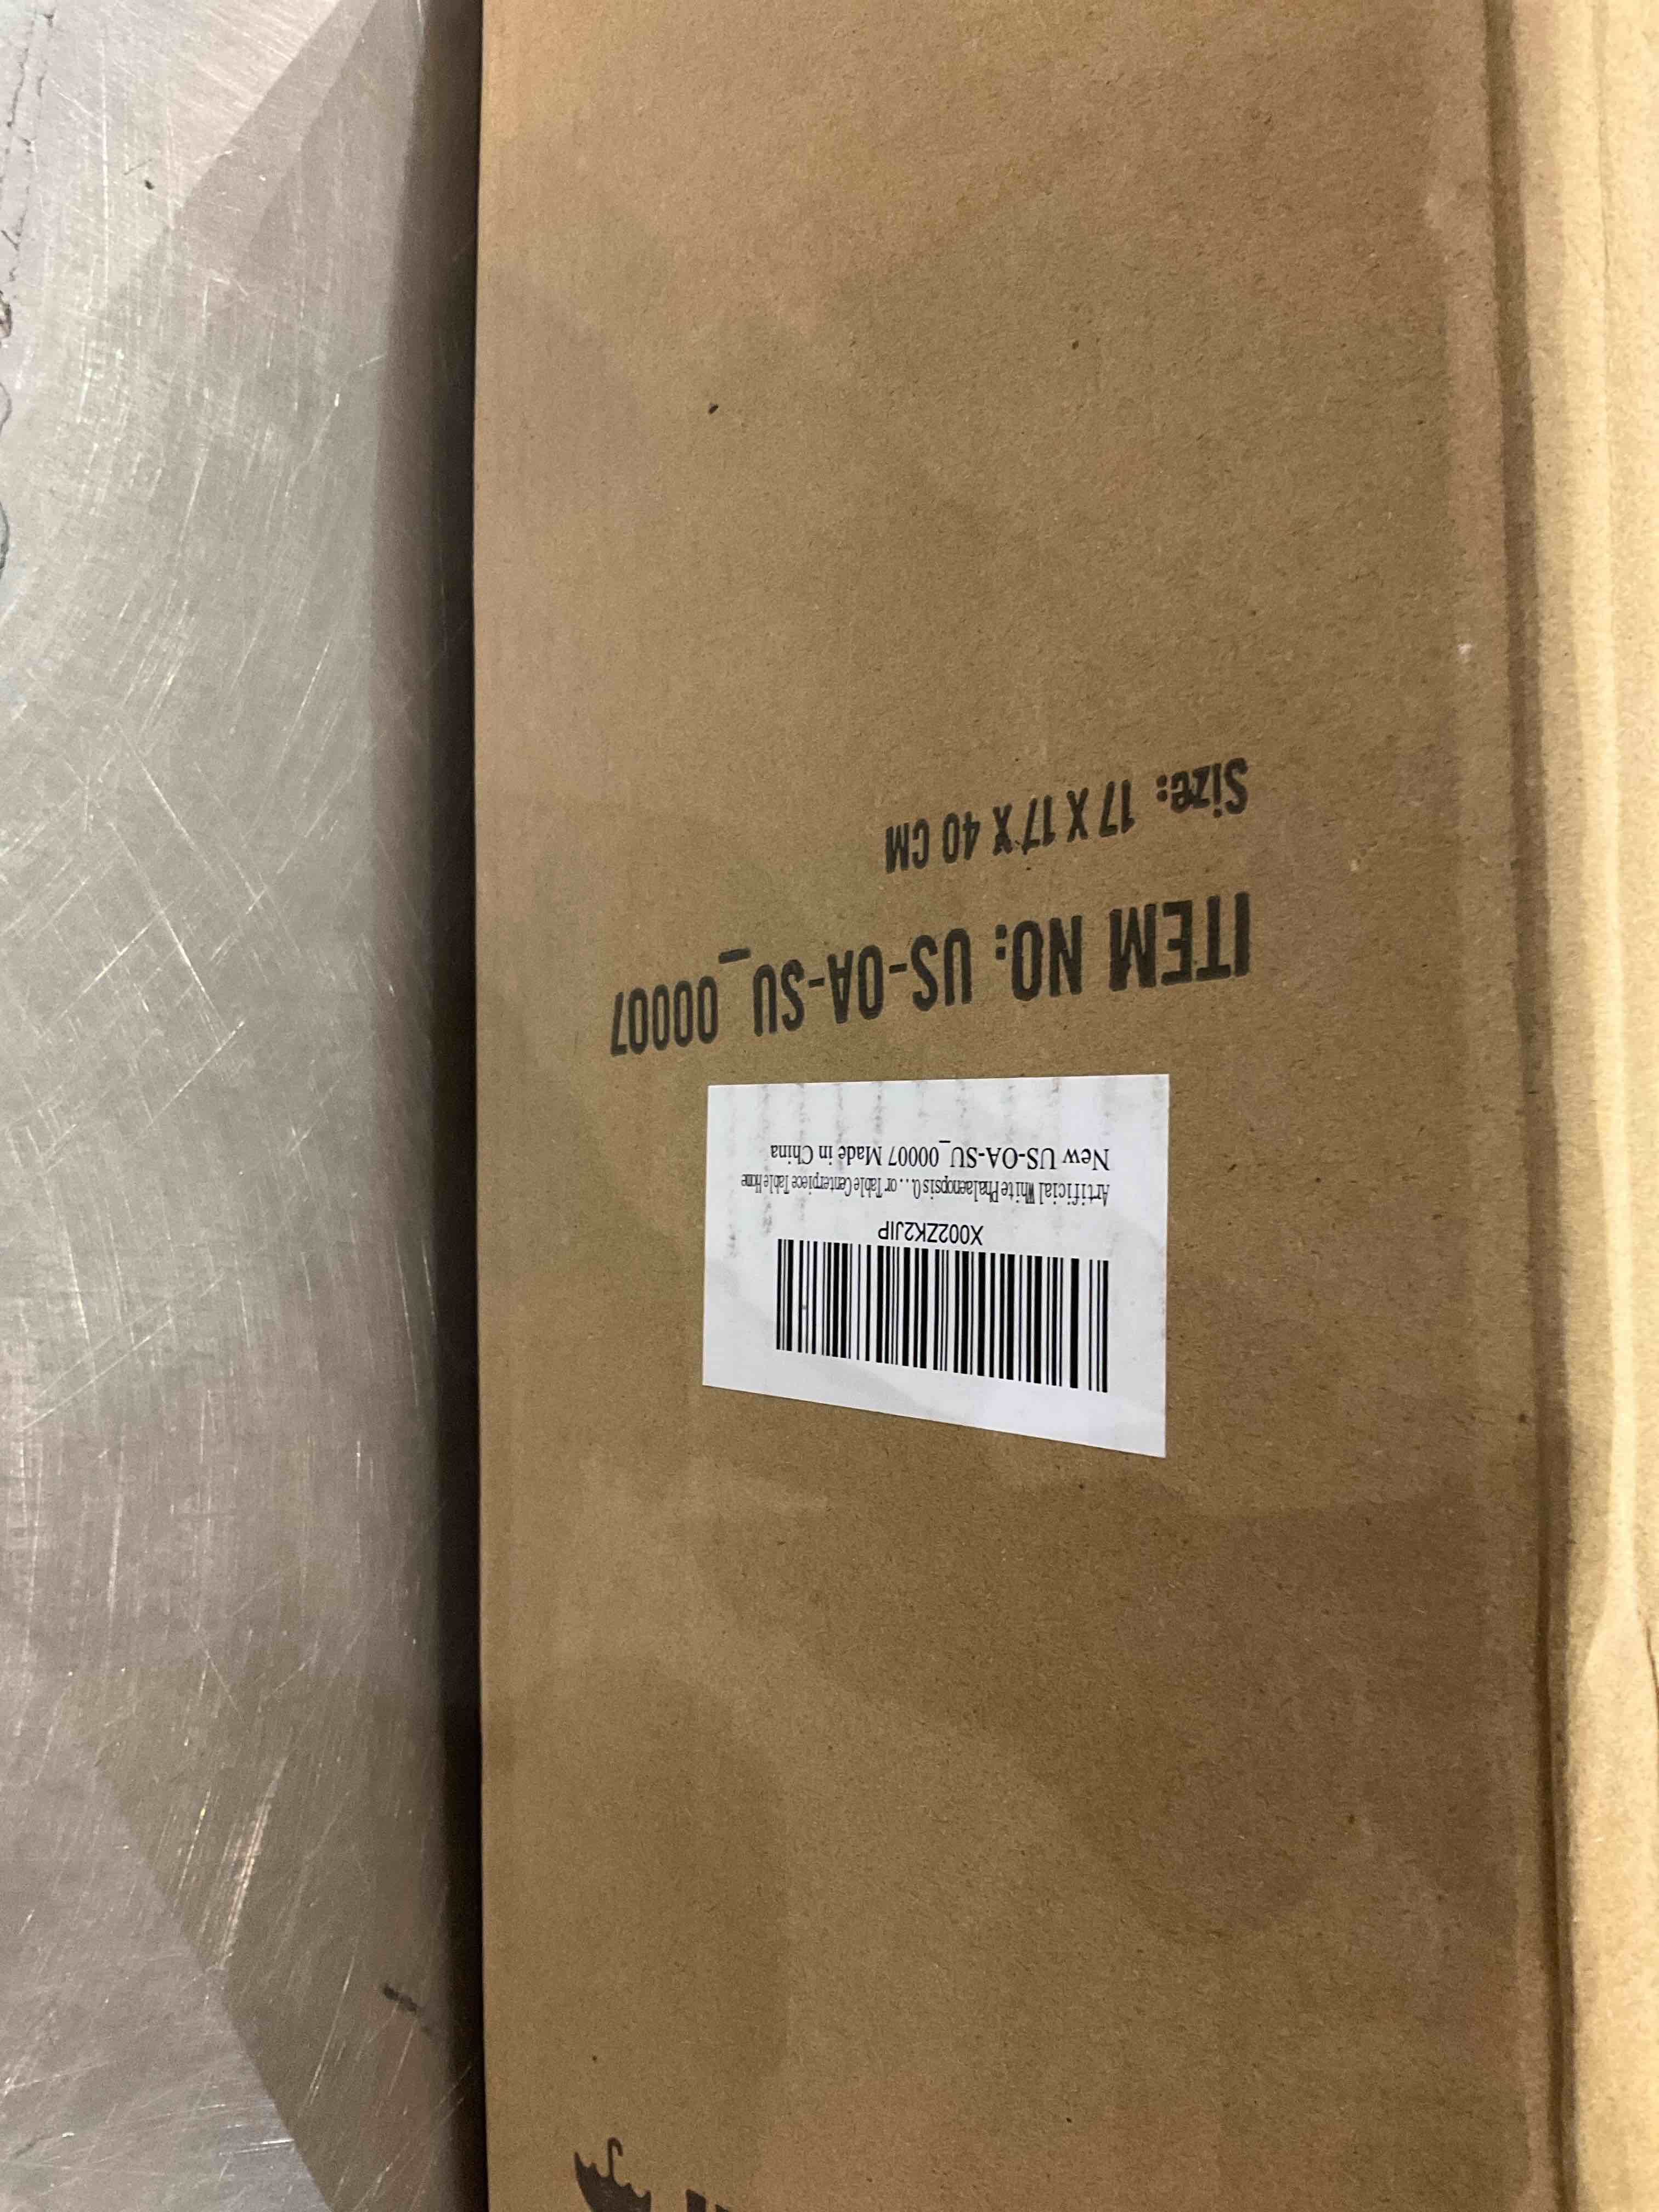 X002ZK2JIP
Artificial White Phalaenopsis O...or Table Centerpiece Table Home
New US-OA-SU_00007 Made in China
ITEM NO: US-OA-SU_00007
Size: 17 X 17 X 40 CM